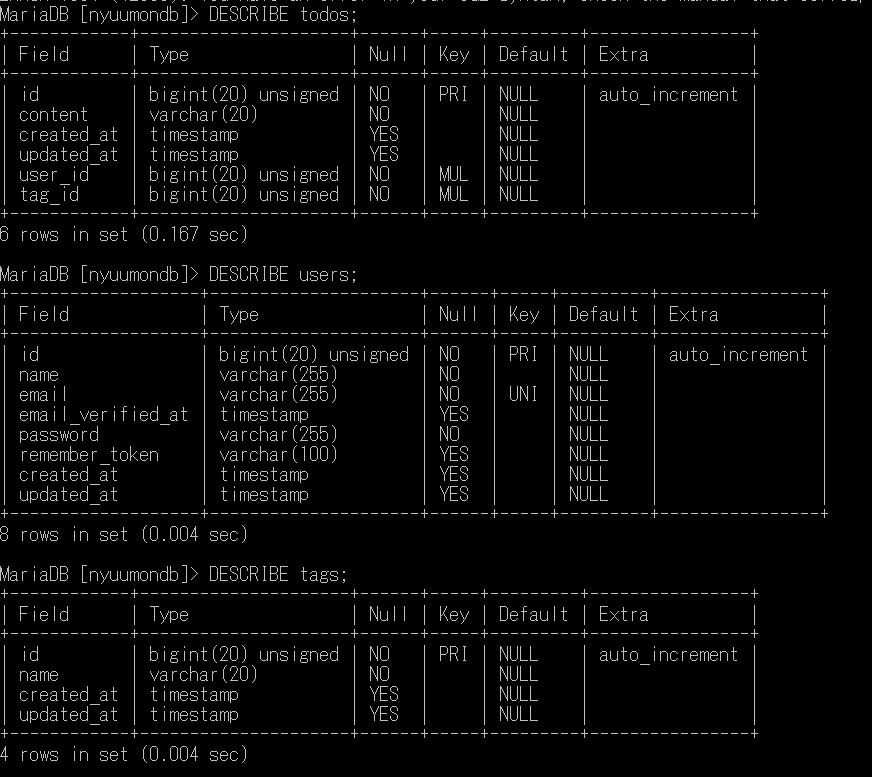 MariaDB [nyuumondb]> DESCRIBE todos;
+------------+---------------------+------+-----+---------+----------------+
| Field      | Type                | Null | Key | Default | Extra          |
+------------+---------------------+------+-----+---------+----------------+
| id         | bigint(20) unsigned | NO   | PRI | NULL    | auto_increment |
| content    | varchar(20)         | NO   |     | NULL    |                |
| created_at | timestamp           | YES  |     | NULL    |                |
| updated_at | timestamp           | YES  |     | NULL    |                |
| user_id    | bigint(20) unsigned | NO   | MUL | NULL    |                |
| tag_id     | bigint(20) unsigned | NO   | MUL | NULL    |                |
+------------+---------------------+------+-----+---------+----------------+
6 rows in set (0.167 sec)
MariaDB [nyuumondb]> DESCRIBE users;
+-------------------+---------------------+------+-----+---------+----------------+
| Field             | Type                | Null | Key | Default | Extra          |
+-------------------+---------------------+------+-----+---------+----------------+
| id                | bigint(20) unsigned | NO   | PRI | NULL    | auto_increment |
| name              | varchar(255)        | NO   |     | NULL    |                |
| email             | varchar(255)        | NO   | UNI | NULL    |                |
| email_verified_at | timestamp           | YES  |     | NULL    |                |
| password          | varchar(255)        | NO   |     | NULL    |                |
| remember_token    | varchar(100)        | YES  |     | NULL    |                |
| created_at        | timestamp           | YES  |     | NULL    |                |
| updated_at        | timestamp           | YES  |     | NULL    |                |
+-------------------+---------------------+------+-----+---------+----------------+
8 rows in set (0.004 sec)
MariaDB [nyuumondb]> DESCRIBE tags;
+------------+---------------------+------+-----+---------+----------------+
| Field      | Type                | Null | Key | Default | Extra          |
+------------+---------------------+------+-----+---------+----------------+
| id         | bigint(20) unsigned | NO   | PRI | NULL    | auto_increment |
| name       | varchar(20)         | NO   |     | NULL    |                |
| created_at | timestamp           | YES  |     | NULL    |                |
| updated_at | timestamp           | YES  |     | NULL    |                |
+------------+---------------------+------+-----+---------+----------------+
4 rows in set (0.004 sec)